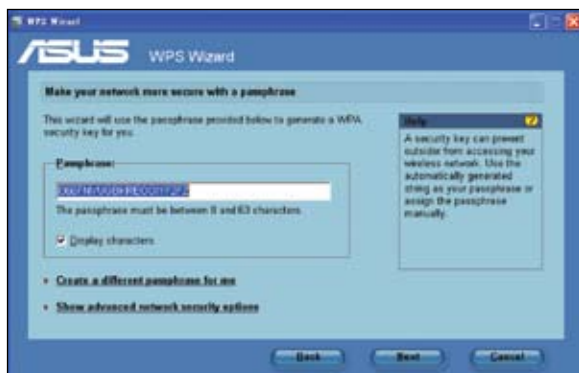 WPS Wizard
ASUS WPS Wizard
Make your network more secure with a passphrase
This wizard will use the passphrase provided below to generate a WPA
security key for you.
Passphrase:
The passphrase must be between 8 and 63 characters.
Display characters
Create a different passphrase for me
Show advanced network security options
Help
A security key can prevent
outsider from accessing your
wireless network. Use the
automatically generated
string as your passphrase or
assign the passphrase
manually.
Back Next Cancel